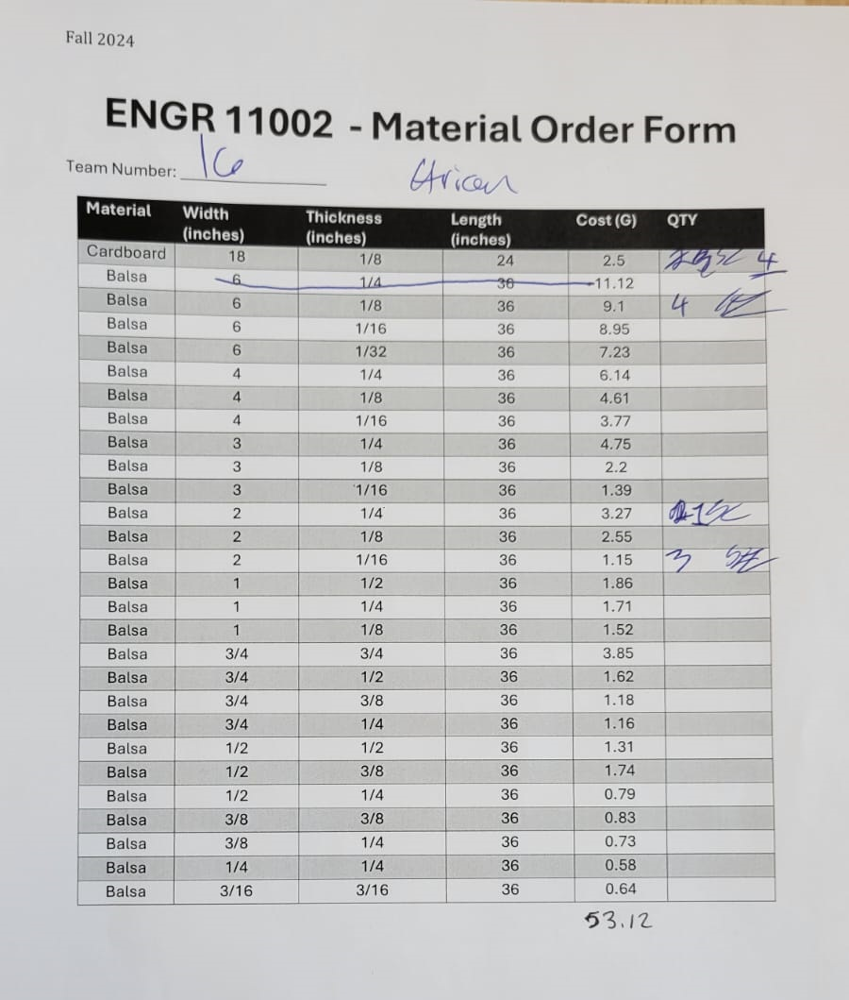 Fall 2024
ENGR 11002 - Material Order Form
Team Number: 16
Material Width (inches) Thickness (inches) Length (inches) Cost (G) QTY
Cardboard 18 1/8 24 2.5 4
Balsa 6 1/4 36 11.12
Balsa 6 1/8 36 9.1 4
Balsa 6 1/16 36 8.95
Balsa 6 1/32 36 7.23
Balsa 4 1/4 36 6.14
Balsa 4 1/8 36 4.61
Balsa 4 1/16 36 3.77
Balsa 3 1/4 36 4.75
Balsa 3 1/8 36 2.2
Balsa 3 1/16 36 1.39
Balsa 2 1/4 36 3.27 1
Balsa 2 1/8 36 2.55
Balsa 2 1/16 36 1.15 3
Balsa 1 1/2 36 1.86
Balsa 1 1/4 36 1.71
Balsa 1 1/8 36 1.52
Balsa 3/4 3/4 36 3.85
Balsa 3/4 1/2 36 1.62
Balsa 3/4 3/8 36 1.18
Balsa 3/4 1/4 36 1.16
Balsa 1/2 1/2 36 1.31
Balsa 1/2 3/8 36 1.74
Balsa 1/2 1/4 36 0.79
Balsa 3/8 3/8 36 0.83
Balsa 3/8 1/4 36 0.73
Balsa 1/4 1/4 36 0.58
Balsa 3/16 3/16 36 0.64
53.12